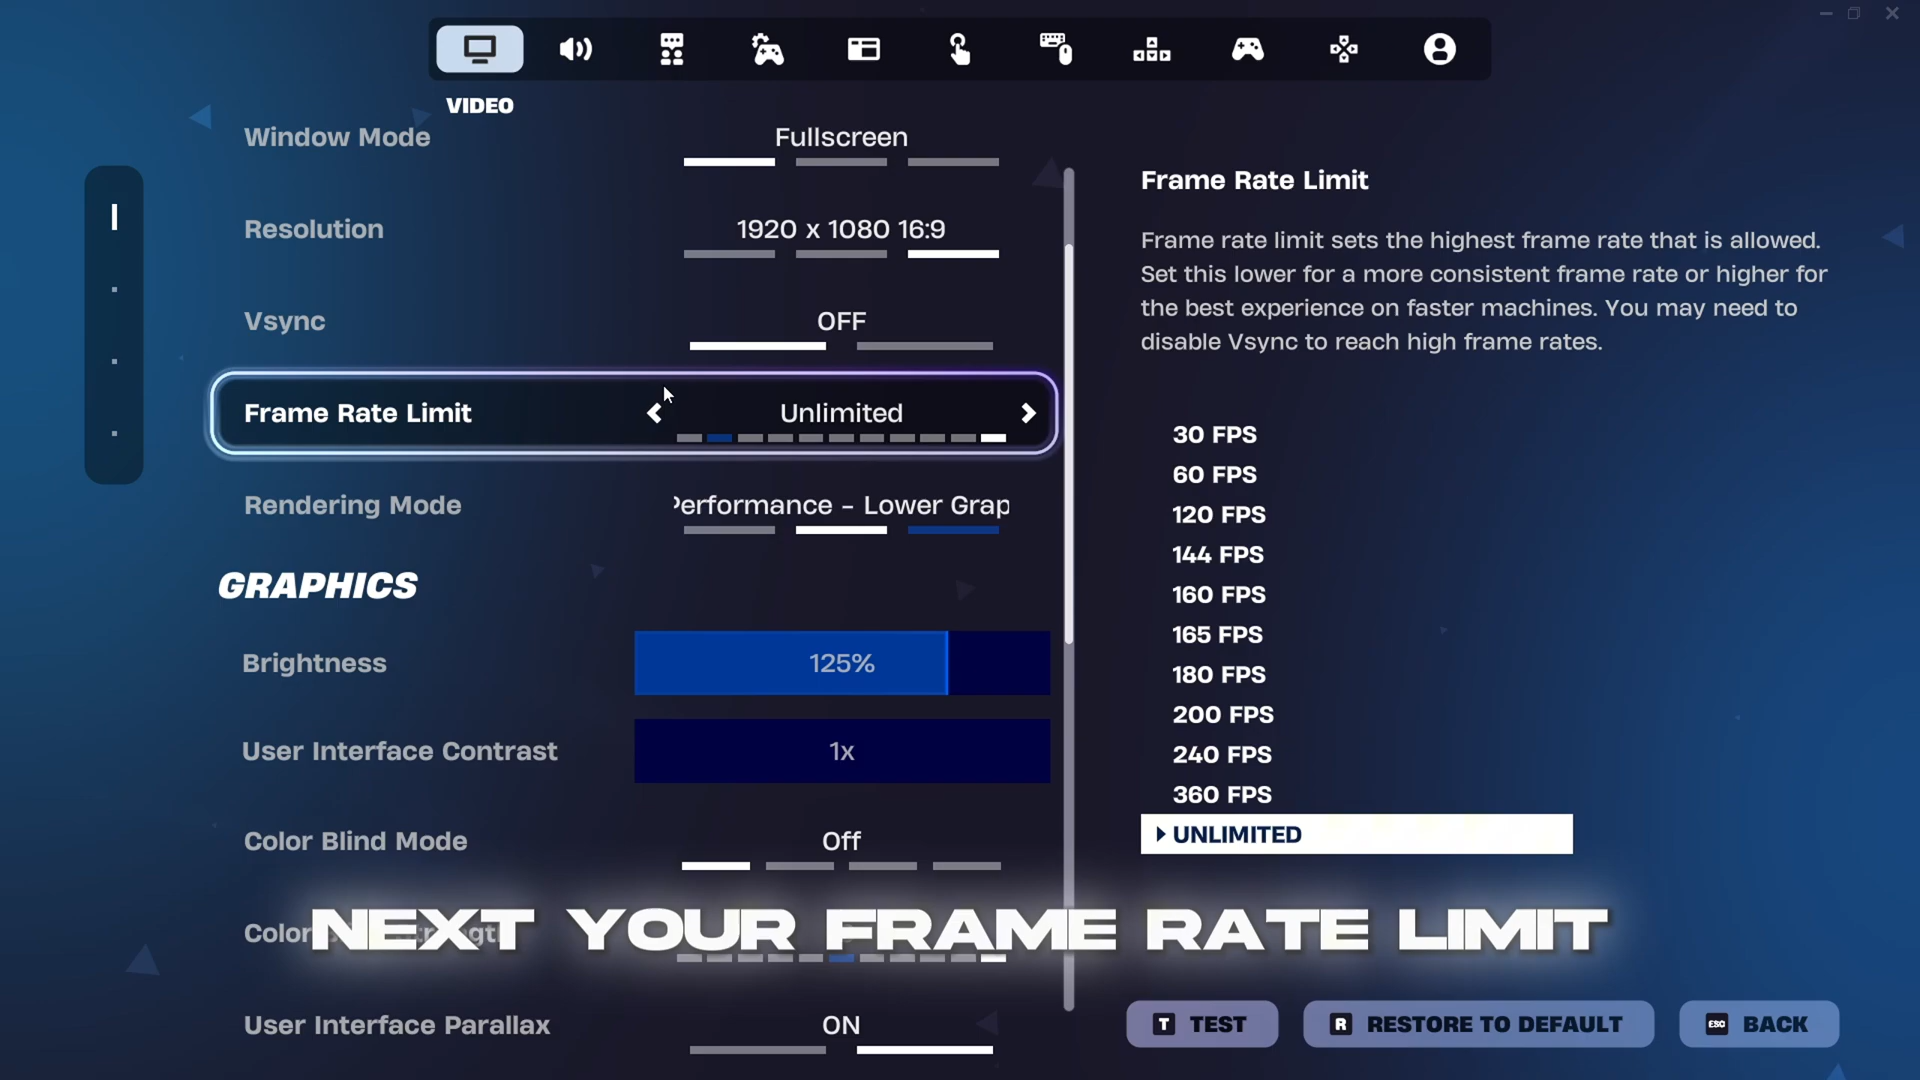 VIDEO
Window Mode
Fullscreen
Resolution
1920 x 1080 16:9
Vsync
OFF
Frame Rate Limit
Unlimited
Rendering Mode
Performance - Lower Grap
GRAPHICS
Brightness
125%
User Interface Contrast
1x
Color Blind Mode
Off
Color
NEXT YOUR FRAME RATE LIMIT
User Interface Parallax
ON
Frame Rate Limit
Frame rate limit sets the highest frame rate that is allowed.
Set this lower for a more consistent frame rate or higher for
the best experience on faster machines. You may need to
disable Vsync to reach high frame rates.
30 FPS
60 FPS
120 FPS
144 FPS
160 FPS
165 FPS
180 FPS
200 FPS
240 FPS
360 FPS
UNLIMITED
T TEST
R RESTORE TO DEFAULT
ESC BACK